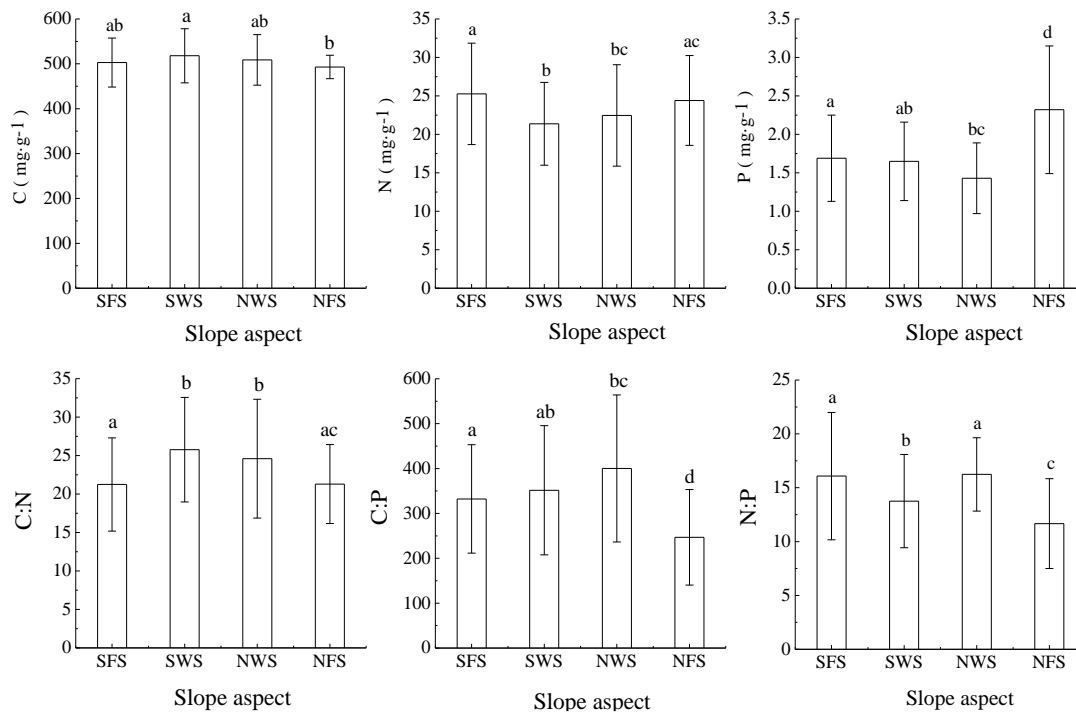 600
500
400
300
200
100
0
C ( mg·g-1)
ab
a
ab
b
SFS SWS NWS NFS
Slope aspect
35
30
25
20
15
10
5
0
N ( mg·g-1)
a
b
bc
ac
SFS SWS NWS NFS
Slope aspect
3.5
3.0
2.5
2.0
1.5
1.0
0.5
0.0
P ( mg·g-1)
a
ab
bc
d
SFS SWS NWS NFS
Slope aspect
35
30
25
20
15
10
5
0
C:N
a
b
b
ac
SFS SWS NWS NFS
Slope aspect
600
500
400
300
200
100
0
C:P
a
ab
bc
d
SFS SWS NWS NFS
Slope aspect
25
20
15
10
5
0
N:P
a
b
a
c
SFS SWS NWS NFS
Slope aspect